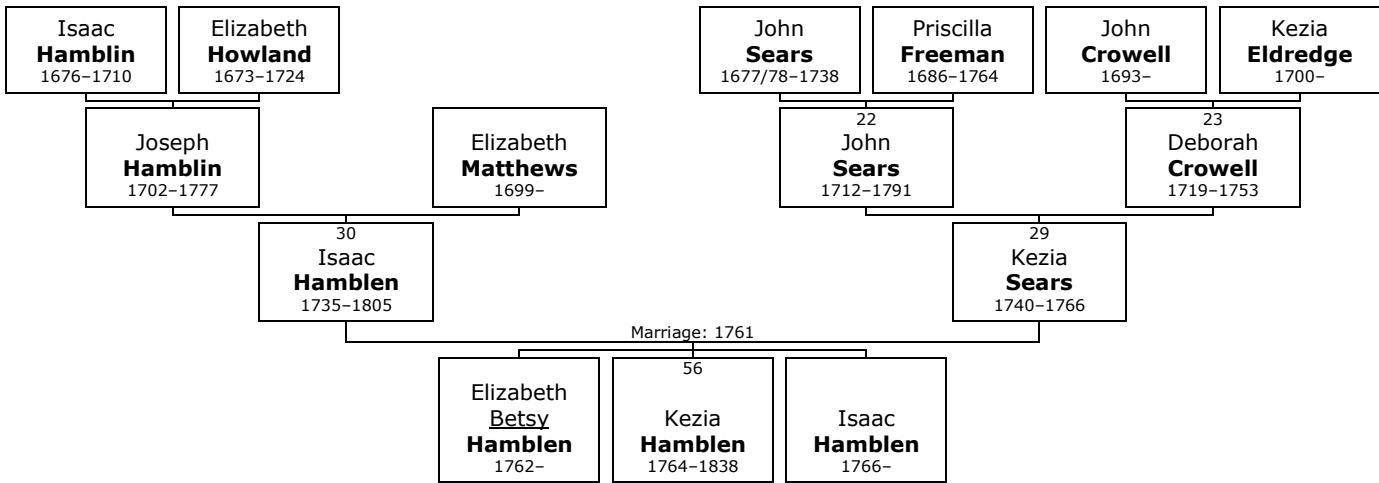 Isaac
Hamblin
1676–1710
Elizabeth
Howland
1673–1724
John
Sears
1677/78–1738
Priscilla
Freeman
1686–1764
John
Crowell
1693–
Kezia
Eldredge
1700–
Joseph
Hamblin
1702–1777
Elizabeth
Matthews
1699–
22
John
Sears
1712–1791
23
Deborah
Crowell
1719–1753
30
Isaac
Hamblen
1735–1805
29
Kezia
Sears
1740–1766
Marriage: 1761
Elizabeth
Betsy
Hamblen
1762–
56
Kezia
Hamblen
1764–1838
Isaac
Hamblen
1766–